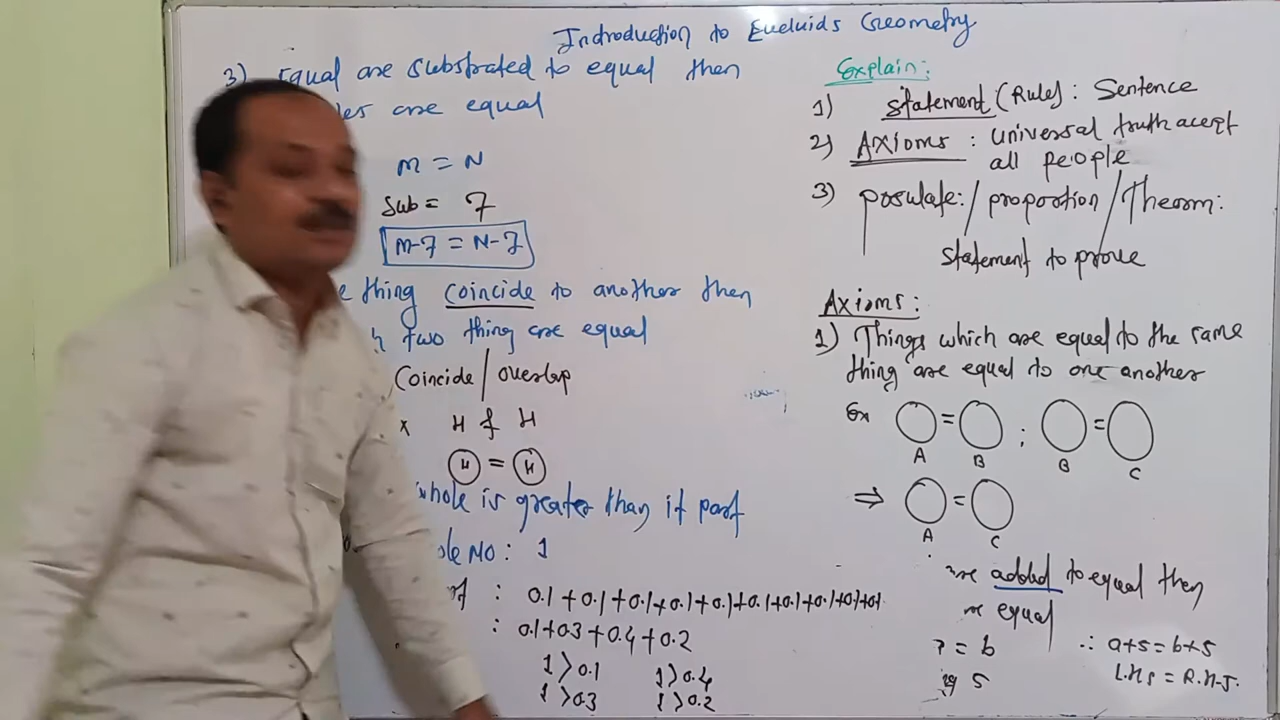 Introduction to Eucluids Geometry
3) Equal are substrated to equal then
are equal
M = N
Sub = 7
M-7 = N-7
thing coincide to another then
two thing are equal
Coincide / overlap
H & H
H = H
whole is greater than it part
No: 1
: 0.1+0.1+0.1+0.1+0.1+0.1+0.1+0.1+0.1+0.1
: 0.1+0.3+0.4+0.2
1>0.1 1>0.4
1>0.3 1>0.2
Explain:
1) statement (Rule) : Sentence
2) Axioms : universal truth accept
all people
3) posulate: / proportion / Theorm:
statement to prove
Axioms:
1) Things which are equal to the same
thing are equal to one another
Ex = ; =
A B B C
⇒ =
A C
are added to equal then
equal
= b ∴ a+5 = b+5
5 L.H.S = R.H.S.